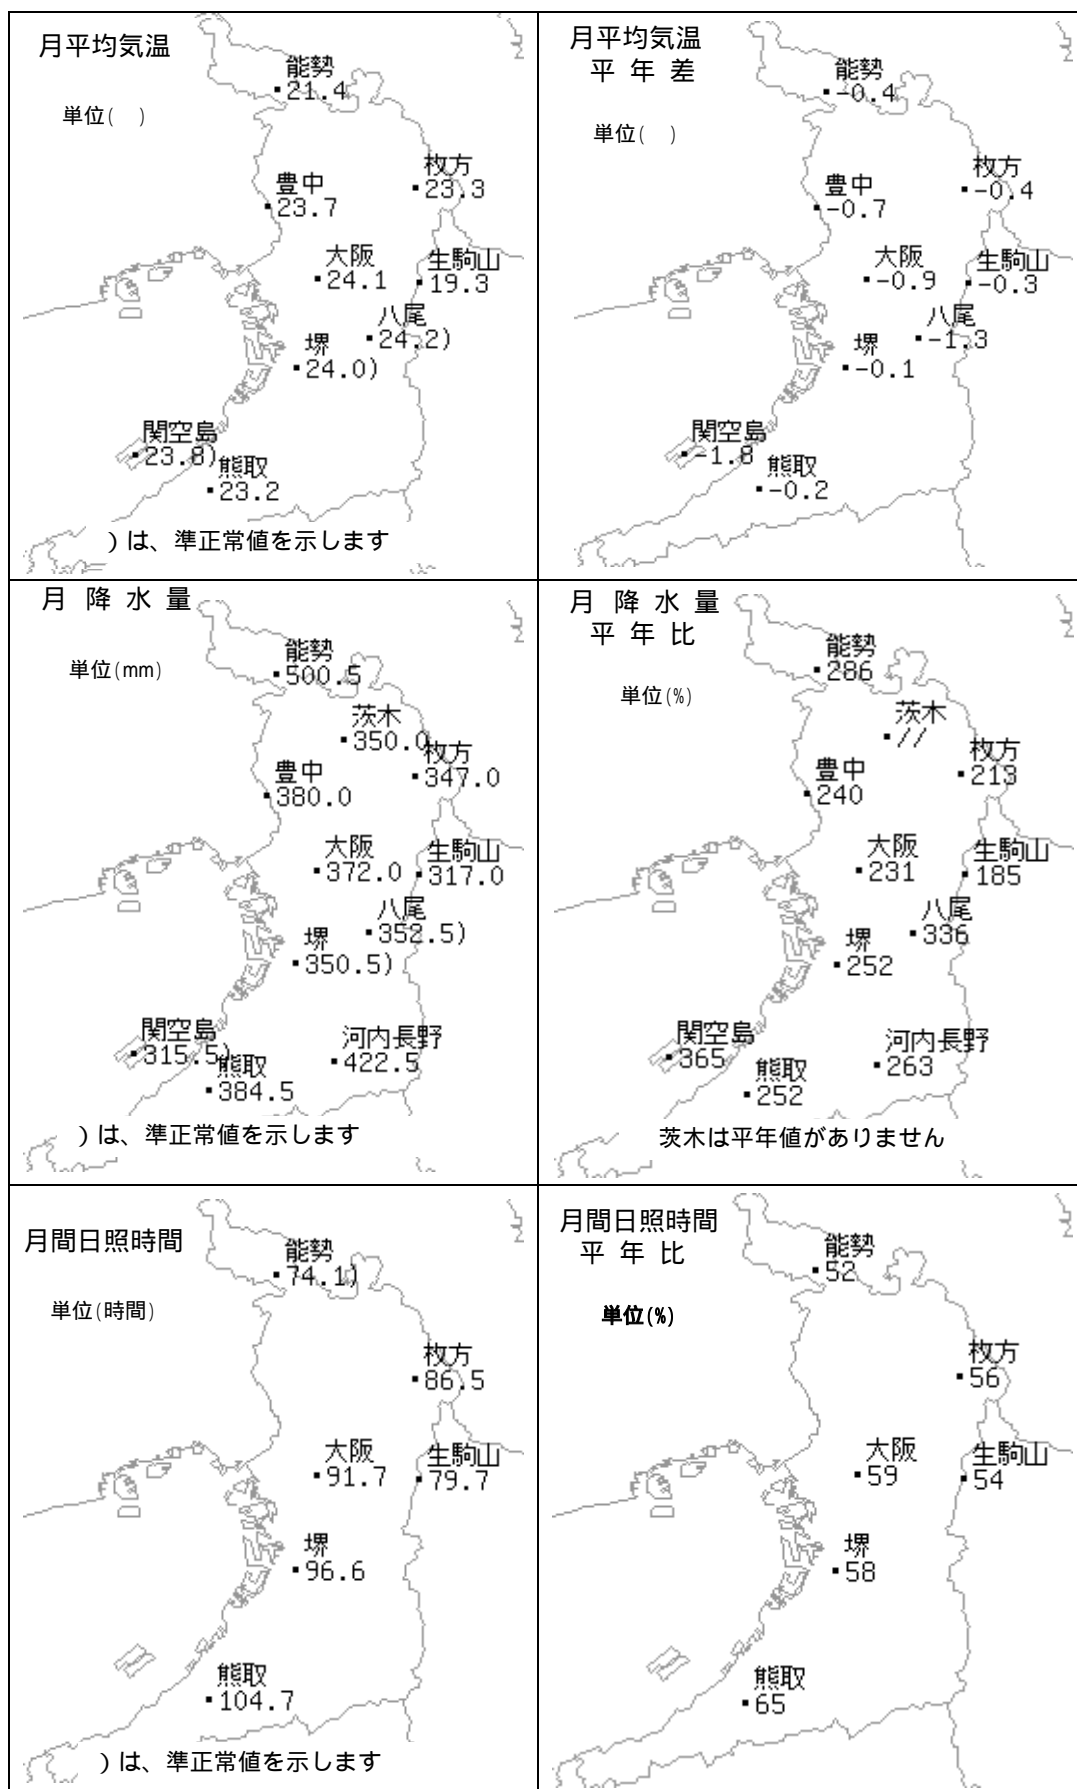 月平均気温
単位(　)
能勢
21.4
枚方
23.3
豊中
23.7
大阪
24.1
生駒山
19.3
八尾
24.2)
堺
24.0)
関空島
23.8)
熊取
23.2
)は、準正常値を示します
月平均気温
平年差
単位(　)
能勢
-0.4
枚方
-0.4
豊中
-0.7
大阪
-0.9
生駒山
-0.3
八尾
-1.3
堺
-0.1
関空島
-1.8
熊取
-0.2
月降水量
単位(mm)
能勢
500.5
茨木
350.0
枚方
347.0
豊中
380.0
大阪
372.0
生駒山
317.0
八尾
352.5)
堺
350.5)
関空島
315.5)
河内長野
422.5
熊取
384.5
)は、準正常値を示します
月降水量
平年比
単位(%)
能勢
286
茨木
//
枚方
213
豊中
240
大阪
231
生駒山
185
八尾
336
堺
252
関空島
365
河内長野
263
熊取
252
茨木は平年値がありません
月間日照時間
単位(時間)
能勢
74.1)
枚方
86.5
大阪
91.7
生駒山
79.7
堺
96.6
熊取
104.7
)は、準正常値を示します
月間日照時間
平年比
単位(%)
能勢
52
枚方
56
大阪
59
生駒山
54
堺
58
熊取
65